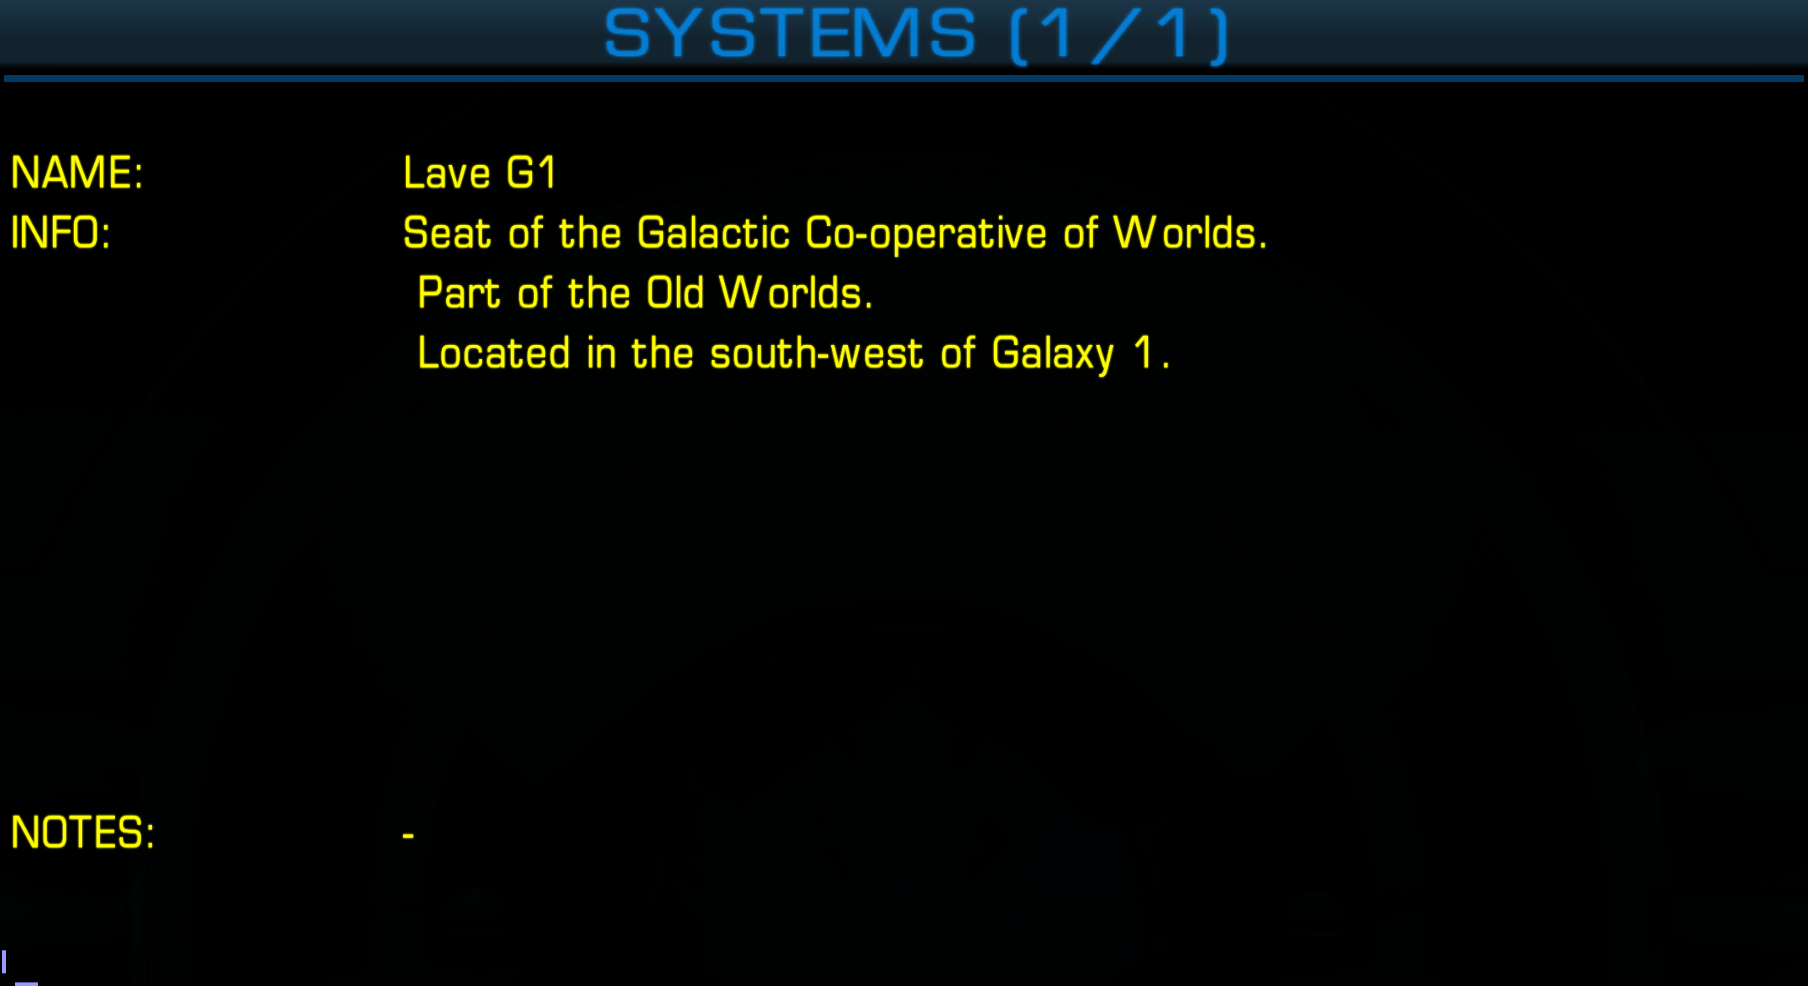 SYSTEMS (1/1)
NAME: Lave G1
INFO: Seat of the Galactic Co-operative of Worlds.
Part of the Old Worlds.
Located in the south-west of Galaxy 1.
NOTES: -